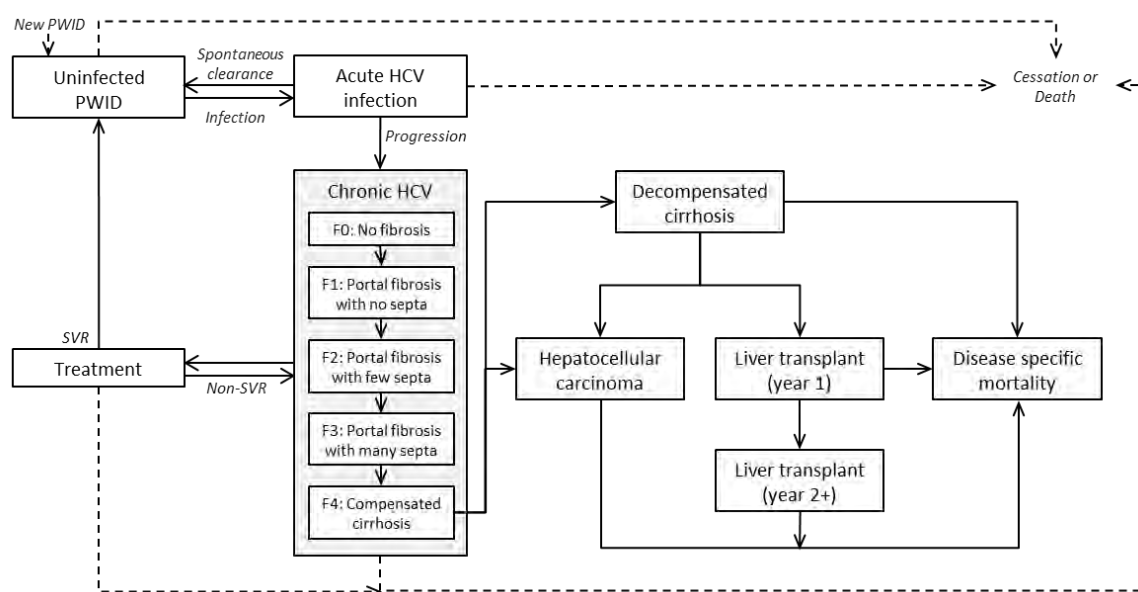 New PWID
Uninfected
PWID
Spontaneous
clearance
Infection
Acute HCV
infection
Cessation or
Death
Progression
Chronic HCV
F0: No fibrosis
F1: Portal fibrosis
with no septa
F2: Portal fibrosis
with few septa
F3: Portal fibrosis
with many septa
F4: Compensated
cirrhosis
SVR
Treatment
Non-SVR
Decompensated
cirrhosis
Hepatocellular
carcinoma
Liver transplant
(year 1)
Disease specific
mortality
Liver transplant
(year 2+)